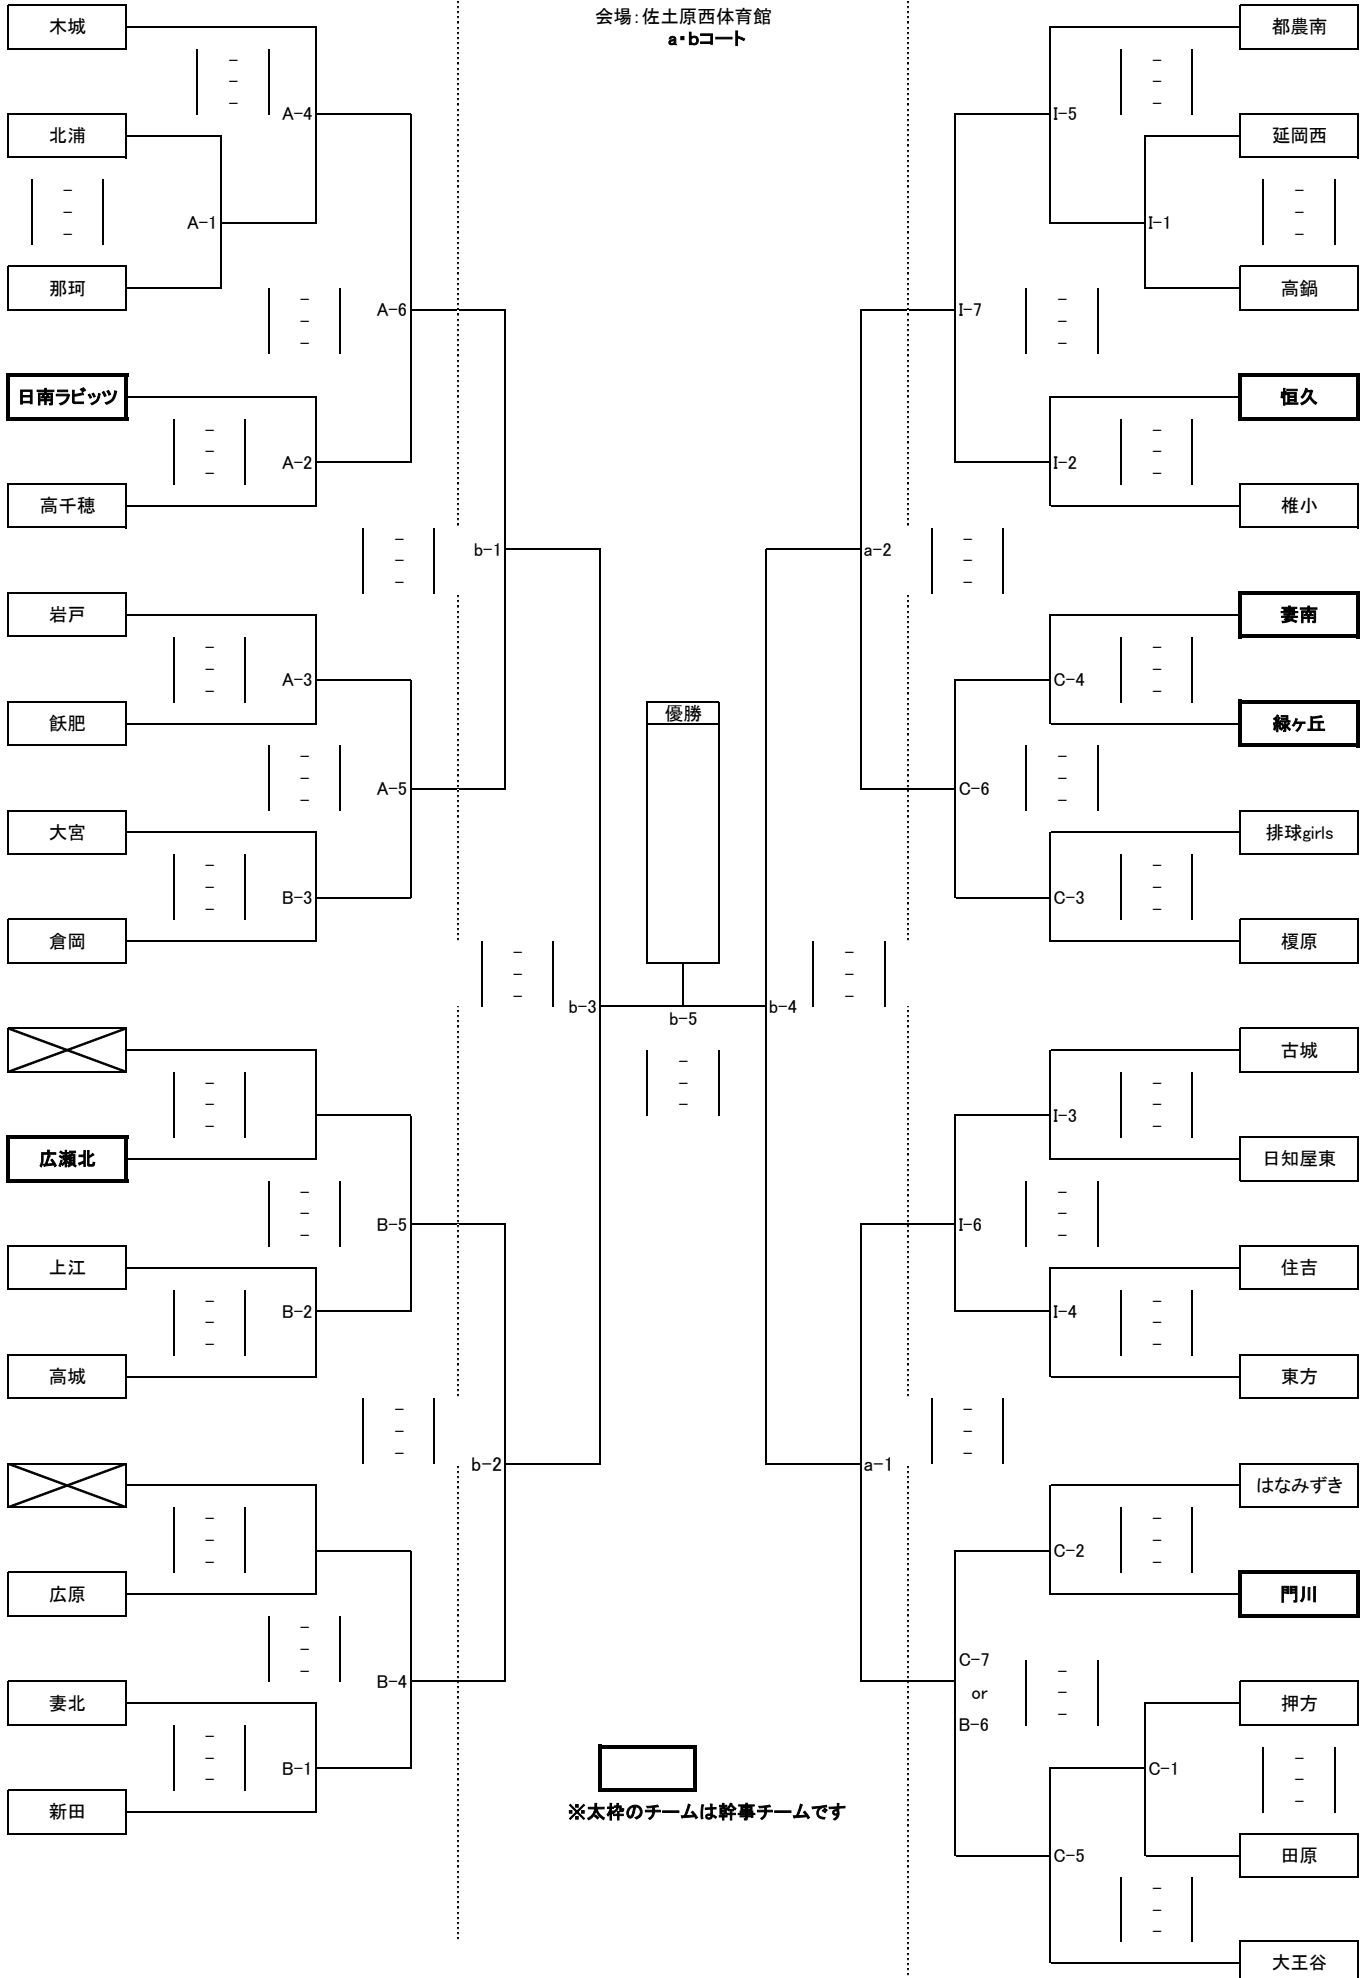 会場：佐土原西体育館
a・bコート
木城
A-4
北浦
A-1
那珂
A-6
日南ラビッツ
A-2
高千穂
b-1
岩戸
A-3
飫肥
A-5
大宮
B-3
倉岡
b-3
広瀬北
B-5
上江
B-2
高城
b-2
広原
B-4
妻北
B-1
新田
優勝
b-5
※太枠のチームは幹事チームです
都農南
I-5
延岡西
I-1
高鍋
I-7
恒久
I-2
椎小
a-2
妻南
C-4
緑ヶ丘
C-6
排球girls
C-3
榎原
b-4
古城
I-3
日知屋東
I-6
住吉
I-4
東方
a-1
はなみずき
C-2
門川
C-7
or
B-6
押方
C-1
田原
C-5
大王谷